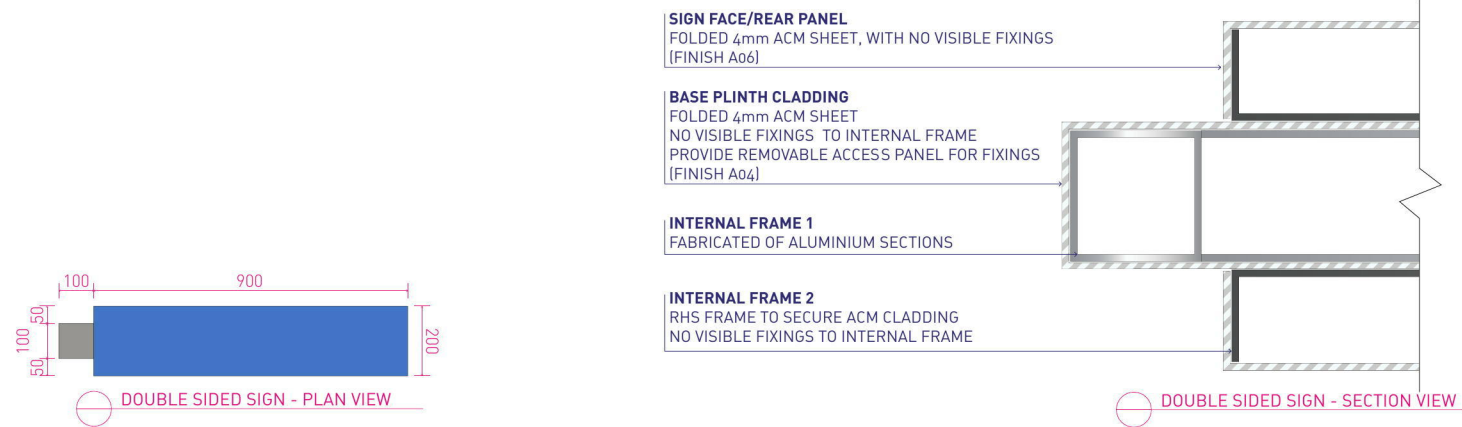 SIGN FACE/REAR PANEL
FOLDED 4mm ACM SHEET, WITH NO VISIBLE FIXINGS
(FINISH A06)
BASE PLINTH CLADDING
FOLDED 4mm ACM SHEET
NO VISIBLE FIXINGS TO INTERNAL FRAME
PROVIDE REMOVABLE ACCESS PANEL FOR FIXINGS
(FINISH A04)
INTERNAL FRAME 1
FABRICATED OF ALUMINIUM SECTIONS
INTERNAL FRAME 2
RHS FRAME TO SECURE ACM CLADDING
NO VISIBLE FIXINGS TO INTERNAL FRAME
100
900
50
100
50
200
DOUBLE SIDED SIGN - PLAN VIEW
DOUBLE SIDED SIGN - SECTION VIEW